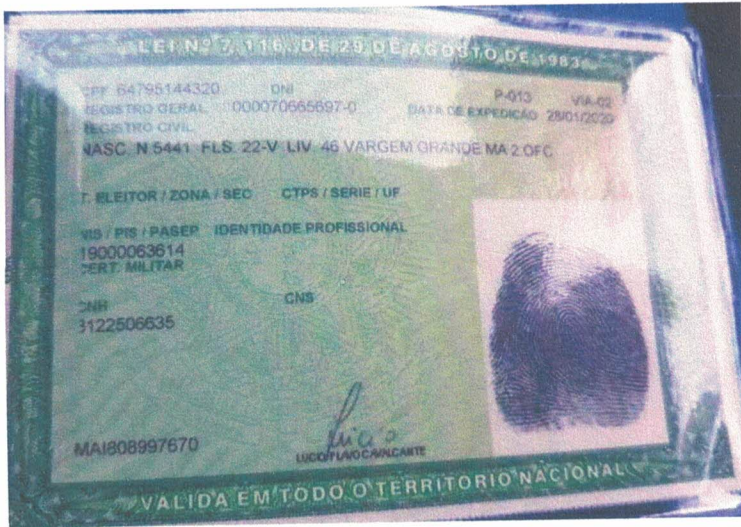 LEI Nº 7.116, DE 29 DE AGOSTO DE 1983
CPF 64795144320 DNI P-013 VIA-02
REGISTRO GERAL 000070665697-0 DATA DE EXPEDIÇÃO 28/01/2020
REGISTRO CIVIL
NASC. N 5441 FLS. 22-V LIV. 46 VARGEM GRANDE MA 2.OFC
T. ELEITOR / ZONA / SEC CTPS / SERIE / UF
NIS / PIS / PASEP IDENTIDADE PROFISSIONAL
19000063614
CERT. MILITAR
CNH CNS
3122506635
MAI808997670
LUCIO FLAVO CAVALCANTE
VALIDA EM TODO O TERRITORIO NACIONAL